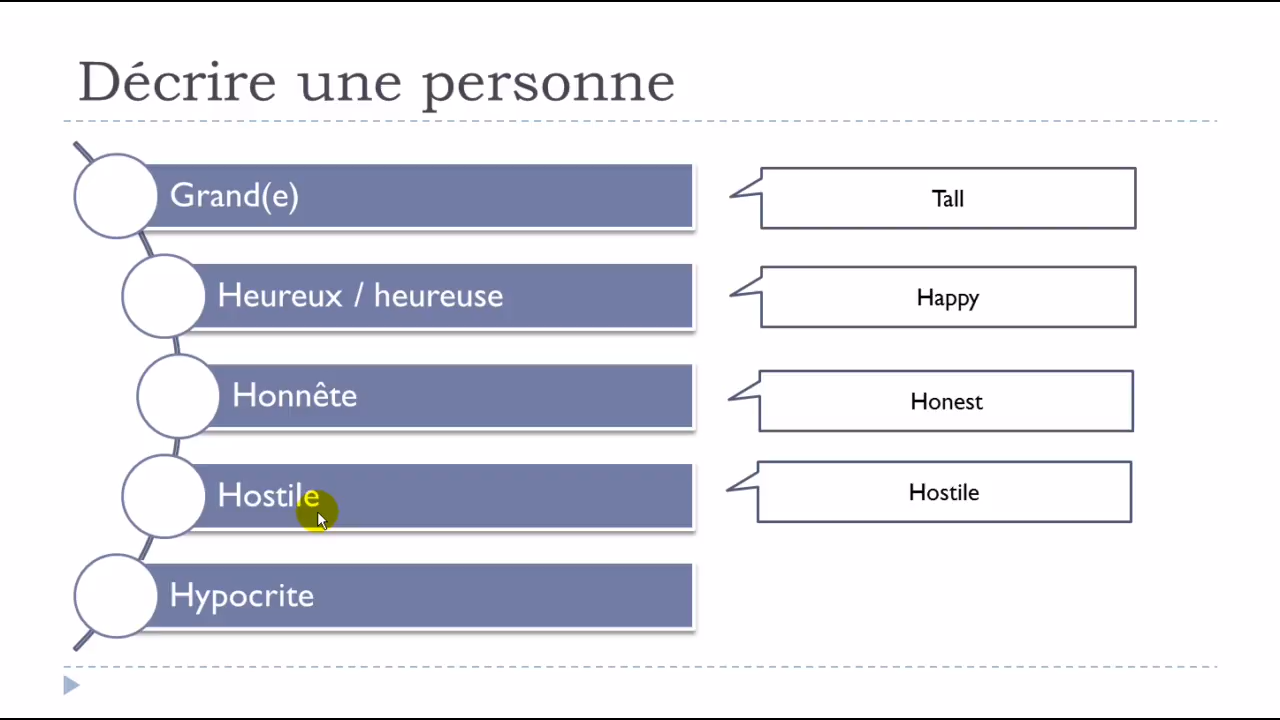 Décrire une personne
Grand(e)
Tall
Heureux / heureuse
Happy
Honnête
Honest
Hostile
Hostile
Hypocrite